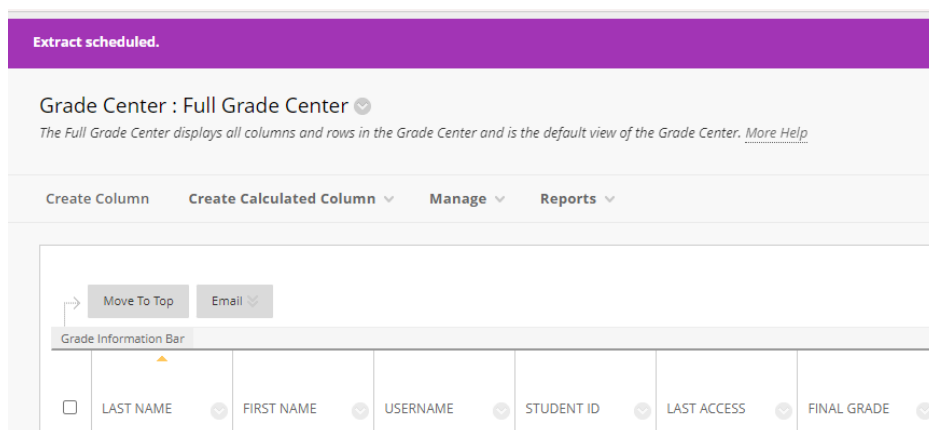 Extract scheduled.
Grade Center : Full Grade Center
The Full Grade Center displays all columns and rows in the Grade Center and is the default view of the Grade Center. More Help
Create Column Create Calculated Column Manage Reports
Move To Top Email
Grade Information Bar
LAST NAME FIRST NAME USERNAME STUDENT ID LAST ACCESS FINAL GRADE